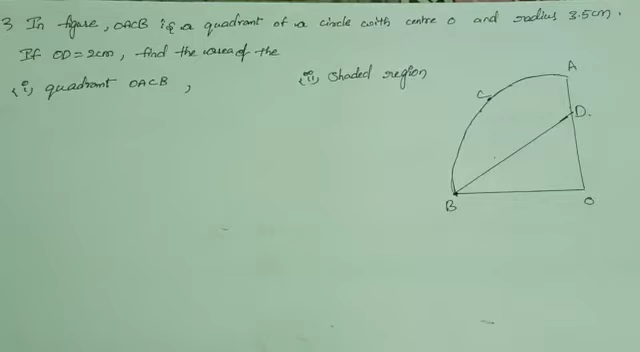 3 In figure, OACB is a quadrant of a circle with centre O and radius 3.5cm.
If OD = 2cm, find the area of the
(i) quadrant OACB, (ii) shaded region
A
C
D.
B
O